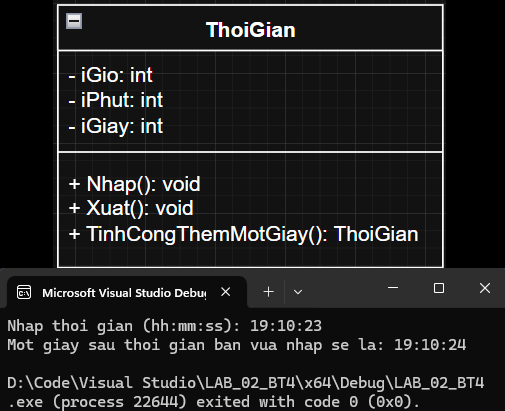 ThoiGian
- iGio: int
- iPhut: int
- iGiay: int
+ Nhap(): void
+ Xuat(): void
+ TinhCongThemMotGiay(): ThoiGian
Microsoft Visual Studio Debu
Nhap thoi gian (hh:mm:ss): 19:10:23
Mot giay sau thoi gian ban vua nhap se la: 19:10:24
D:\Code\Visual Studio\LAB_02_BT4\x64\Debug\LAB_02_BT4
.exe (process 22644) exited with code 0 (0x0).